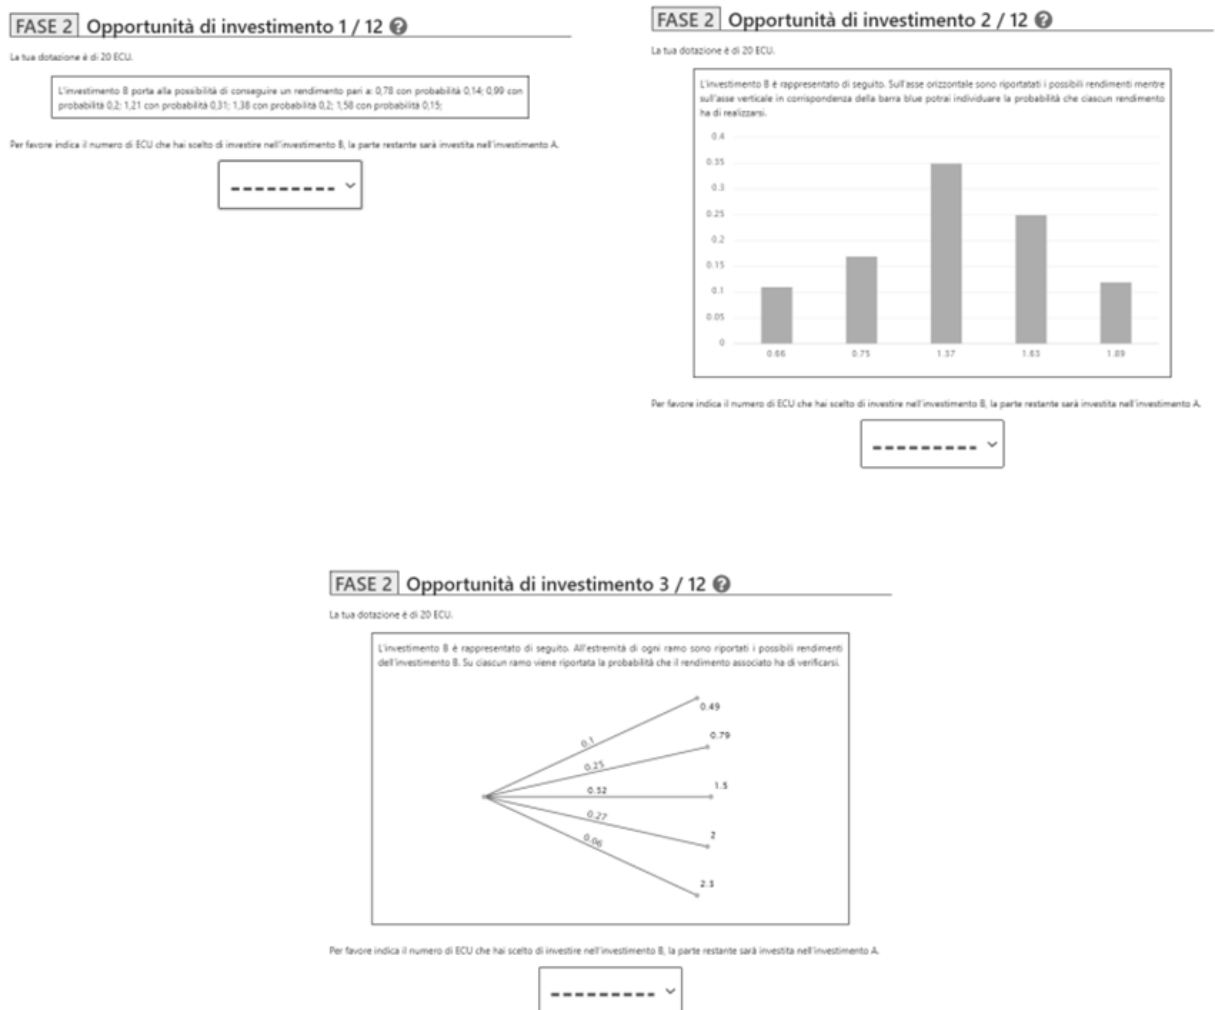 FASE 2 Opportunità di investimento 1 / 12 ?
La tua dotazione è di 20 ECU.
L'investimento B porta alla possibilità di conseguire un rendimento pari a: 0,78 con probabilità 0,14; 0,99 con
probabilità 0,2; 1,21 con probabilità 0,31; 1,38 con probabilità 0,2; 1,58 con probabilità 0,15;
Per favore indica il numero di ECU che hai scelto di investire nell'investimento B, la parte restante sarà investita nell'investimento A.
---------
FASE 2 Opportunità di investimento 2 / 12 ?
La tua dotazione è di 20 ECU.
L'investimento B è rappresentato di seguito. Sull'asse orizzontale sono riportatati i possibili rendimenti mentre
sull'asse verticale in corrispondenza della barra blue potrai individuare la probabilità che ciascun rendimento
ha di realizzarsi.
0.4
0.35
0.3
0.25
0.2
0.15
0.1
0.05
0
0.66 0.75 1.37 1.63 1.89
Per favore indica il numero di ECU che hai scelto di investire nell'investimento B, la parte restante sarà investita nell'investimento A.
---------
FASE 2 Opportunità di investimento 3 / 12 ?
La tua dotazione è di 20 ECU.
L'investimento B è rappresentato di seguito. All'estremità di ogni ramo sono riportati i possibili rendimenti
dell'investimento B. Su ciascun ramo viene riportata la probabilità che il rendimento associato ha di verificarsi.
0.1 0.49
0.25 0.79
0.32 1.5
0.27 2
0.06 2.3
Per favore indica il numero di ECU che hai scelto di investire nell'investimento B, la parte restante sarà investita nell'investimento A.
---------